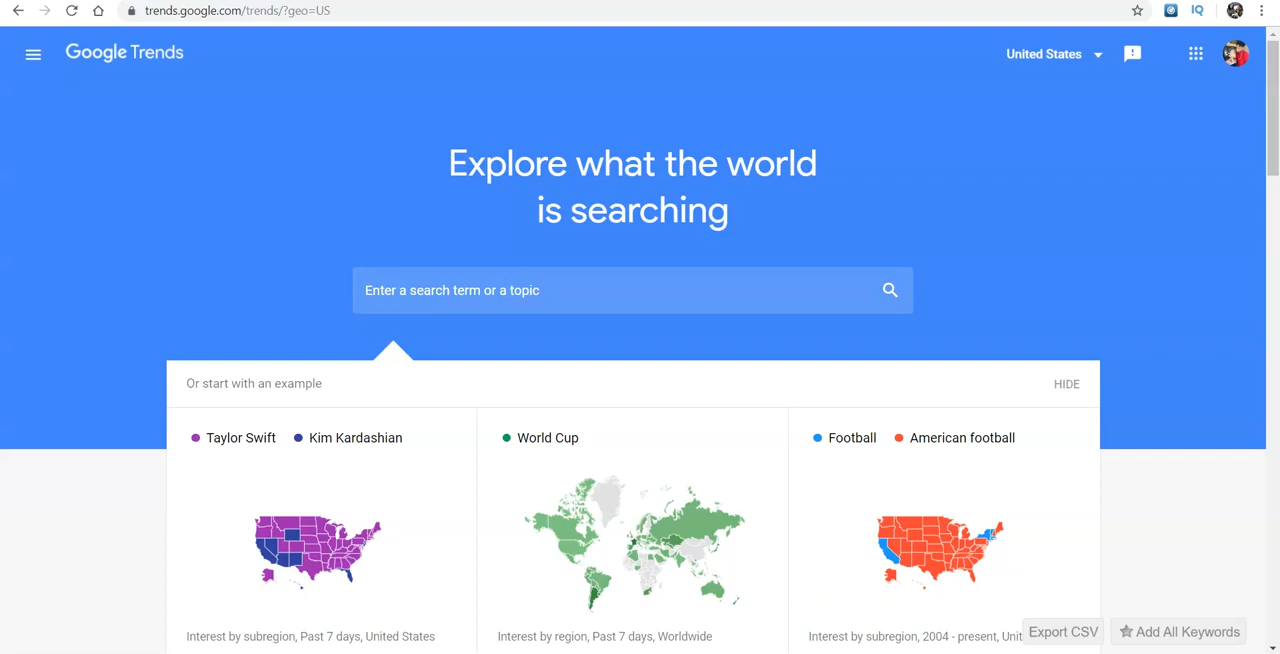 trends.google.com/trends/?geo=US
IQ
Google Trends
United States
Explore what the world
is searching
Enter a search term or a topic
Or start with an example
HIDE
Taylor Swift Kim Kardashian
World Cup
Football American football
Interest by subregion, Past 7 days, United States
Interest by region, Past 7 days, Worldwide
Interest by subregion, 2004 - present, Unit
Export CSV
Add All Keywords